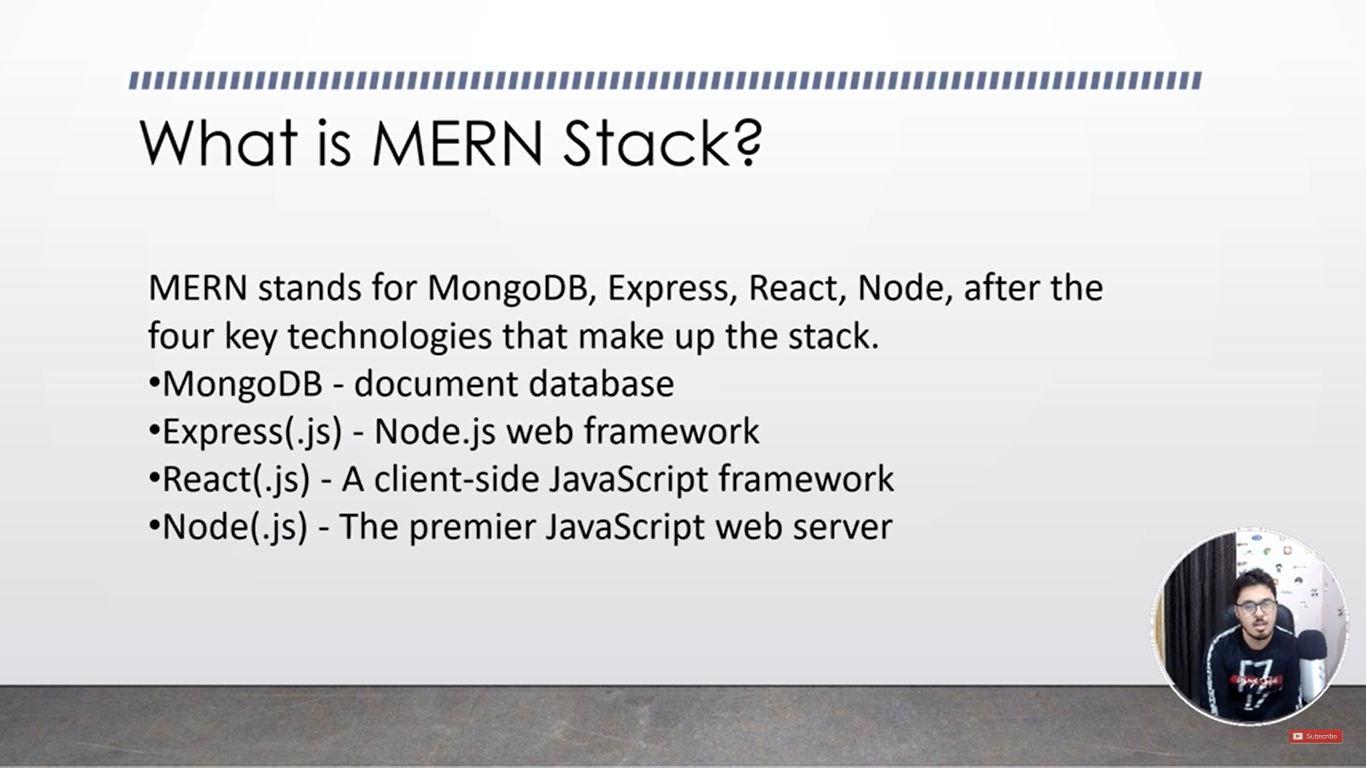 What is MERN Stack?
MERN stands for MongoDB, Express, React, Node, after the
four key technologies that make up the stack.
•MongoDB - document database
•Express(.js) - Node.js web framework
•React(.js) - A client-side JavaScript framework
•Node(.js) - The premier JavaScript web server
Subscribe